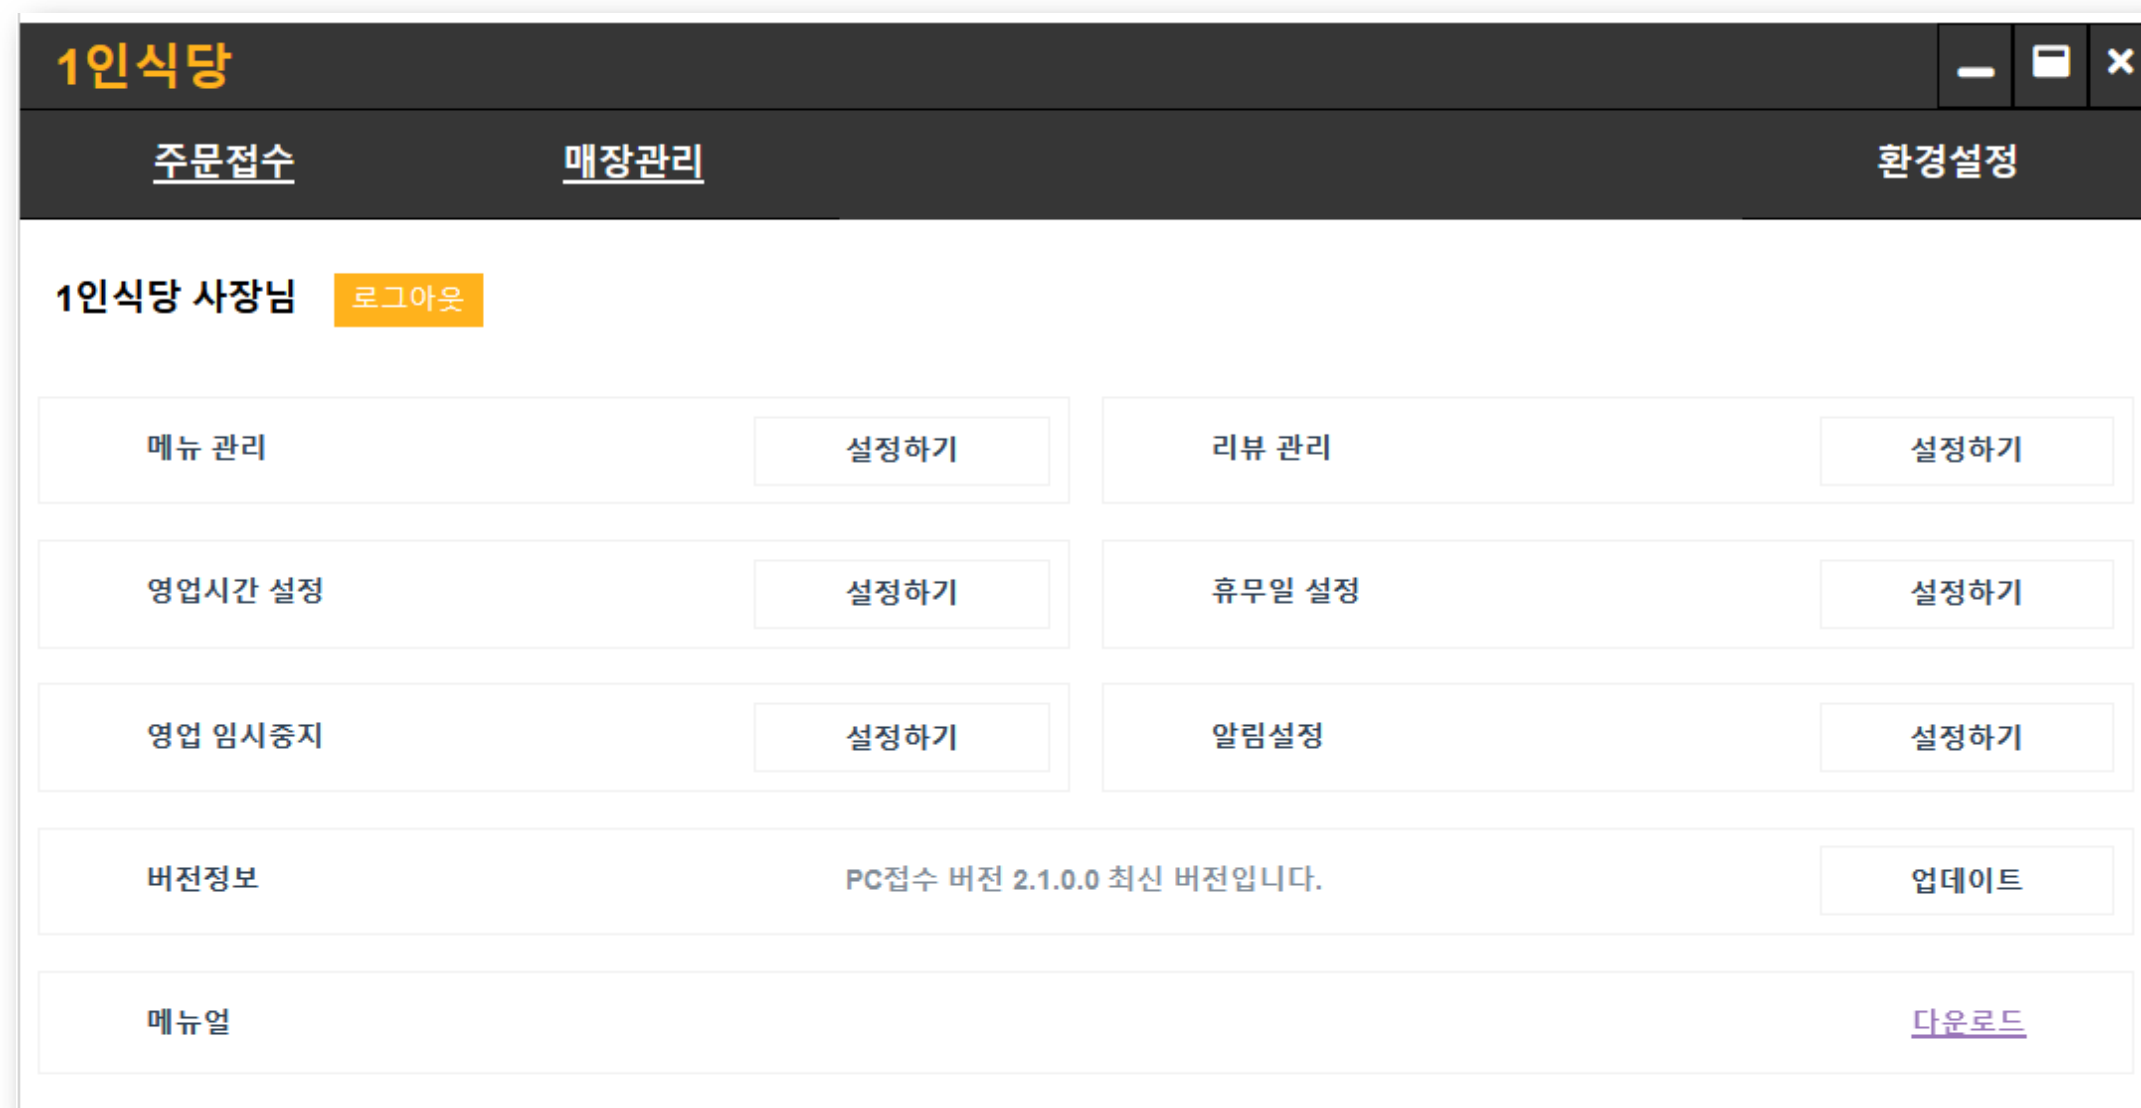 1인식당
주문접수 매장관리 환경설정
1인식당 사장님 로그아웃
메뉴 관리 설정하기 리뷰 관리 설정하기
영업시간 설정 설정하기 휴무일 설정 설정하기
영업 임시중지 설정하기 알림설정 설정하기
버전정보 PC접수 버전 2.1.0.0 최신 버전입니다. 업데이트
메뉴얼 다운로드